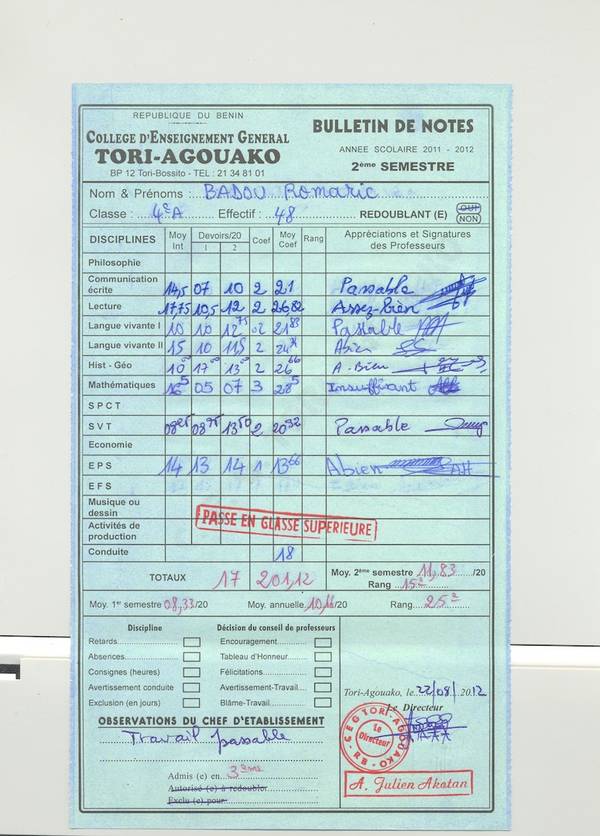 REPUBLIQUE DU BENIN
COLLEGE D'ENSEIGNEMENT GENERAL
TORI-AGOUAKO
BP 12 Tori-Bossito - TEL : 21 34 81 01
BULLETIN DE NOTES
ANNEE SCOLAIRE 2011 - 2012
2ème SEMESTRE
Nom & Prénoms : BADOU Romaric
Classe : 4e A Effectif : 48 REDOUBLANT (E) OUI NON
DISCIPLINES Moy Int Devoirs/20 1 2 Coef Moy Coef Rang Appréciations et Signatures des Professeurs
Philosophie
Communication écrite 14,5 07 10 2 21 Passable
Lecture 17,75 10,5 12 2 26,82 Assez-bien
Langue vivante I 10 10 12,75 02 21,83 Passable
Langue vivante II 15 10 11,5 2 Abien
Hist - Géo 10 17 13 2 26,66 A. Bien
Mathématiques 16,5 05 07 3 28,5 Insuffisant
S P C T
S V T 08,25 08,75 13,50 2 20,32 Passable
Economie
E P S 14 13 14 1 13,66 Abien
E F S
Musique ou dessin
PASSE EN CLASSE SUPERIEURE
Activités de production
Conduite 18
TOTAUX 17 201,12 Moy. 2ème semestre 11,83 /20
Rang 15e
Moy. 1er semestre 08,33/20 Moy. annuelle 10,66/20 Rang 25e
Discipline
Retards
Absences
Consignes (heures)
Avertissement conduite
Exclusion (en jours)
Décision du conseil de professeurs
Encouragement
Tableau d'Honneur
Félicitations
Avertissement-Travail
Blâme-Travail
OBSERVATIONS DU CHEF D'ETABLISSEMENT
Travail passable
Admis (e) en 3ème
Autorisé (e) à redoubler
Exclu (e) pour
Tori-Agouako, le 22/08/2012
Le Directeur
CEG TORI-AGOUAKO - RB
Le Directeur
A. Julien Akotan